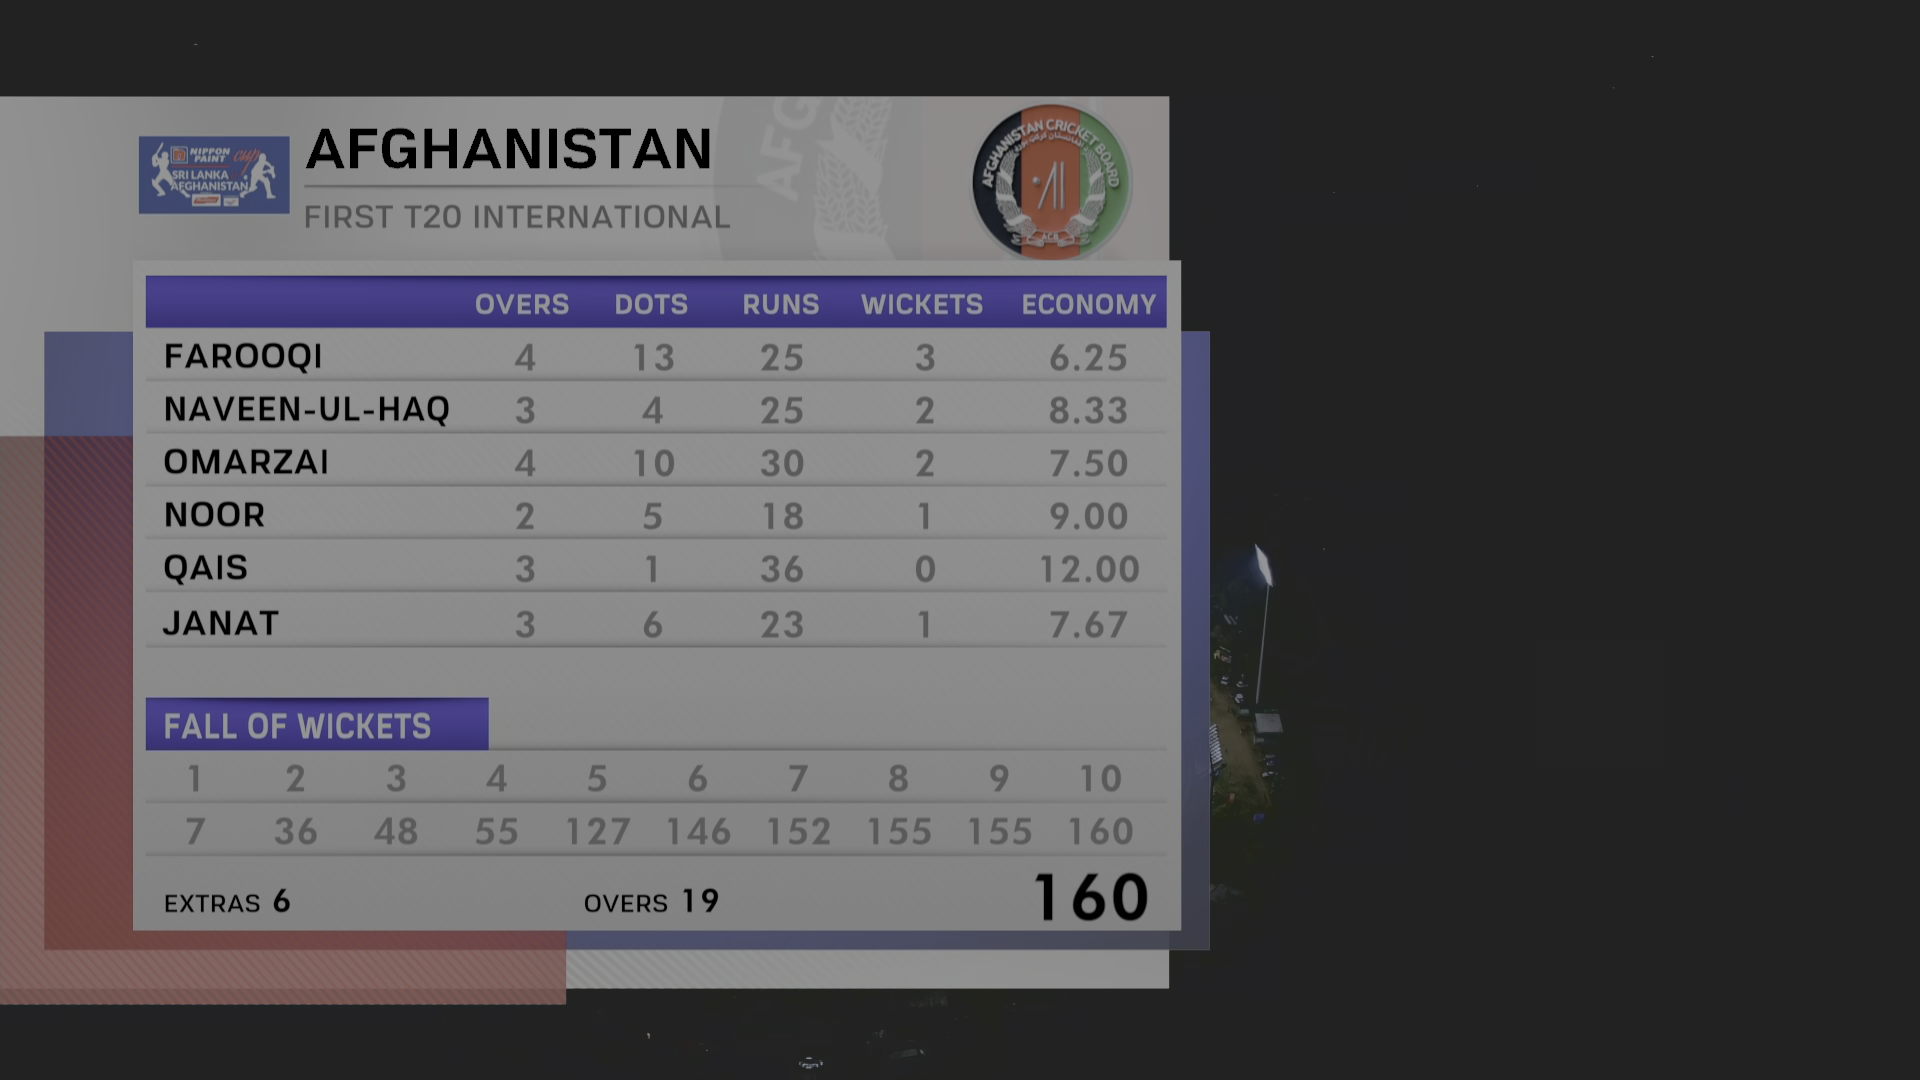 NIPPON PAINT cup
SRI LANKA
AFGHANISTAN
AFGHANISTAN
FIRST T20 INTERNATIONAL
AFG
AFGHANISTAN CRICKET BOARD
ACB
OVERS DOTS RUNS WICKETS ECONOMY
FAROOQI 4 13 25 3 6.25
NAVEEN-UL-HAQ 3 4 25 2 8.33
OMARZAI 4 10 30 2 7.50
NOOR 2 5 18 1 9.00
QAIS 3 1 36 0 12.00
JANAT 3 6 23 1 7.67
FALL OF WICKETS
1 2 3 4 5 6 7 8 9 10
7 36 48 55 127 146 152 155 155 160
EXTRAS 6 OVERS 19 160